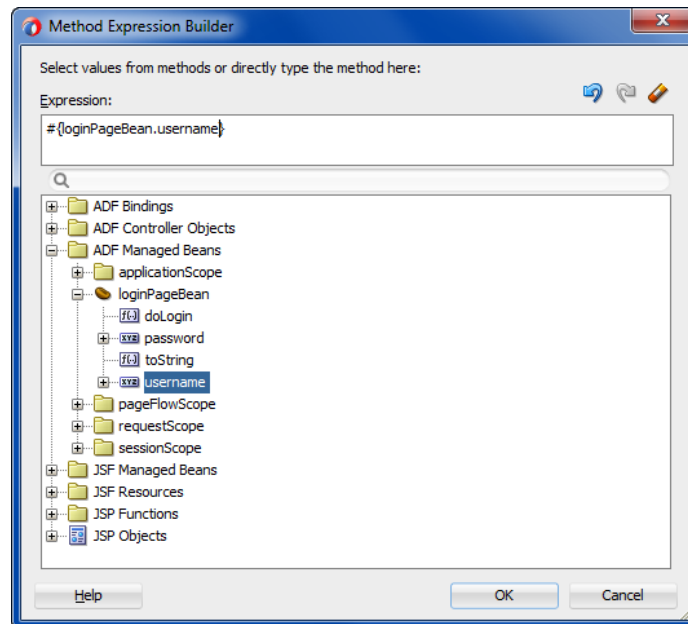 Method Expression Builder
Select values from methods or directly type the method here:
Expression:
#{loginPageBean.username}
ADF Bindings
ADF Controller Objects
ADF Managed Beans
applicationScope
loginPageBean
f(..) doLogin
xyz password
f(..) toString
xyz username
pageFlowScope
requestScope
sessionScope
JSF Managed Beans
JSF Resources
JSP Functions
JSP Objects
Help OK Cancel